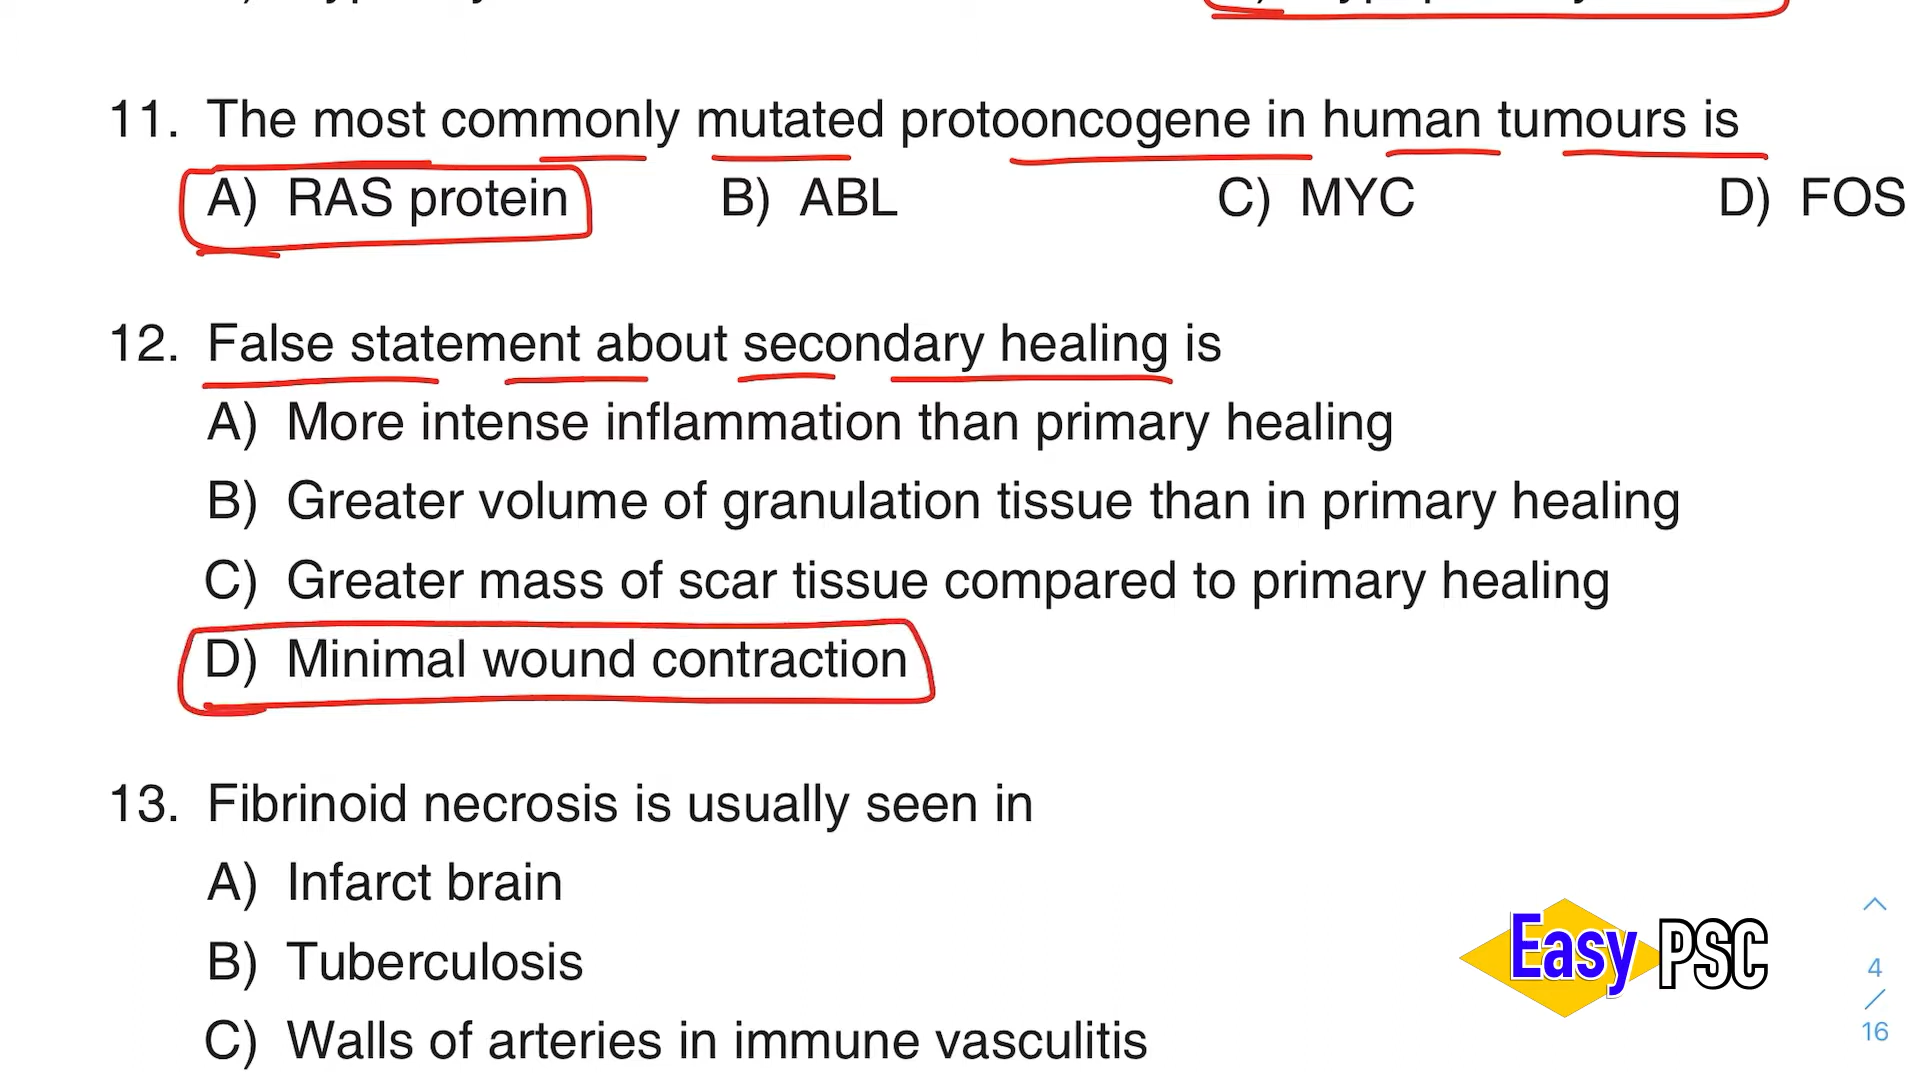 11. The most commonly mutated protooncogene in human tumours is
A) RAS protein B) ABL C) MYC D) FOS
12. False statement about secondary healing is
A) More intense inflammation than primary healing
B) Greater volume of granulation tissue than in primary healing
C) Greater mass of scar tissue compared to primary healing
D) Minimal wound contraction
13. Fibrinoid necrosis is usually seen in
A) Infarct brain
B) Tuberculosis
C) Walls of arteries in immune vasculitis
Easy PSC
4
/
16